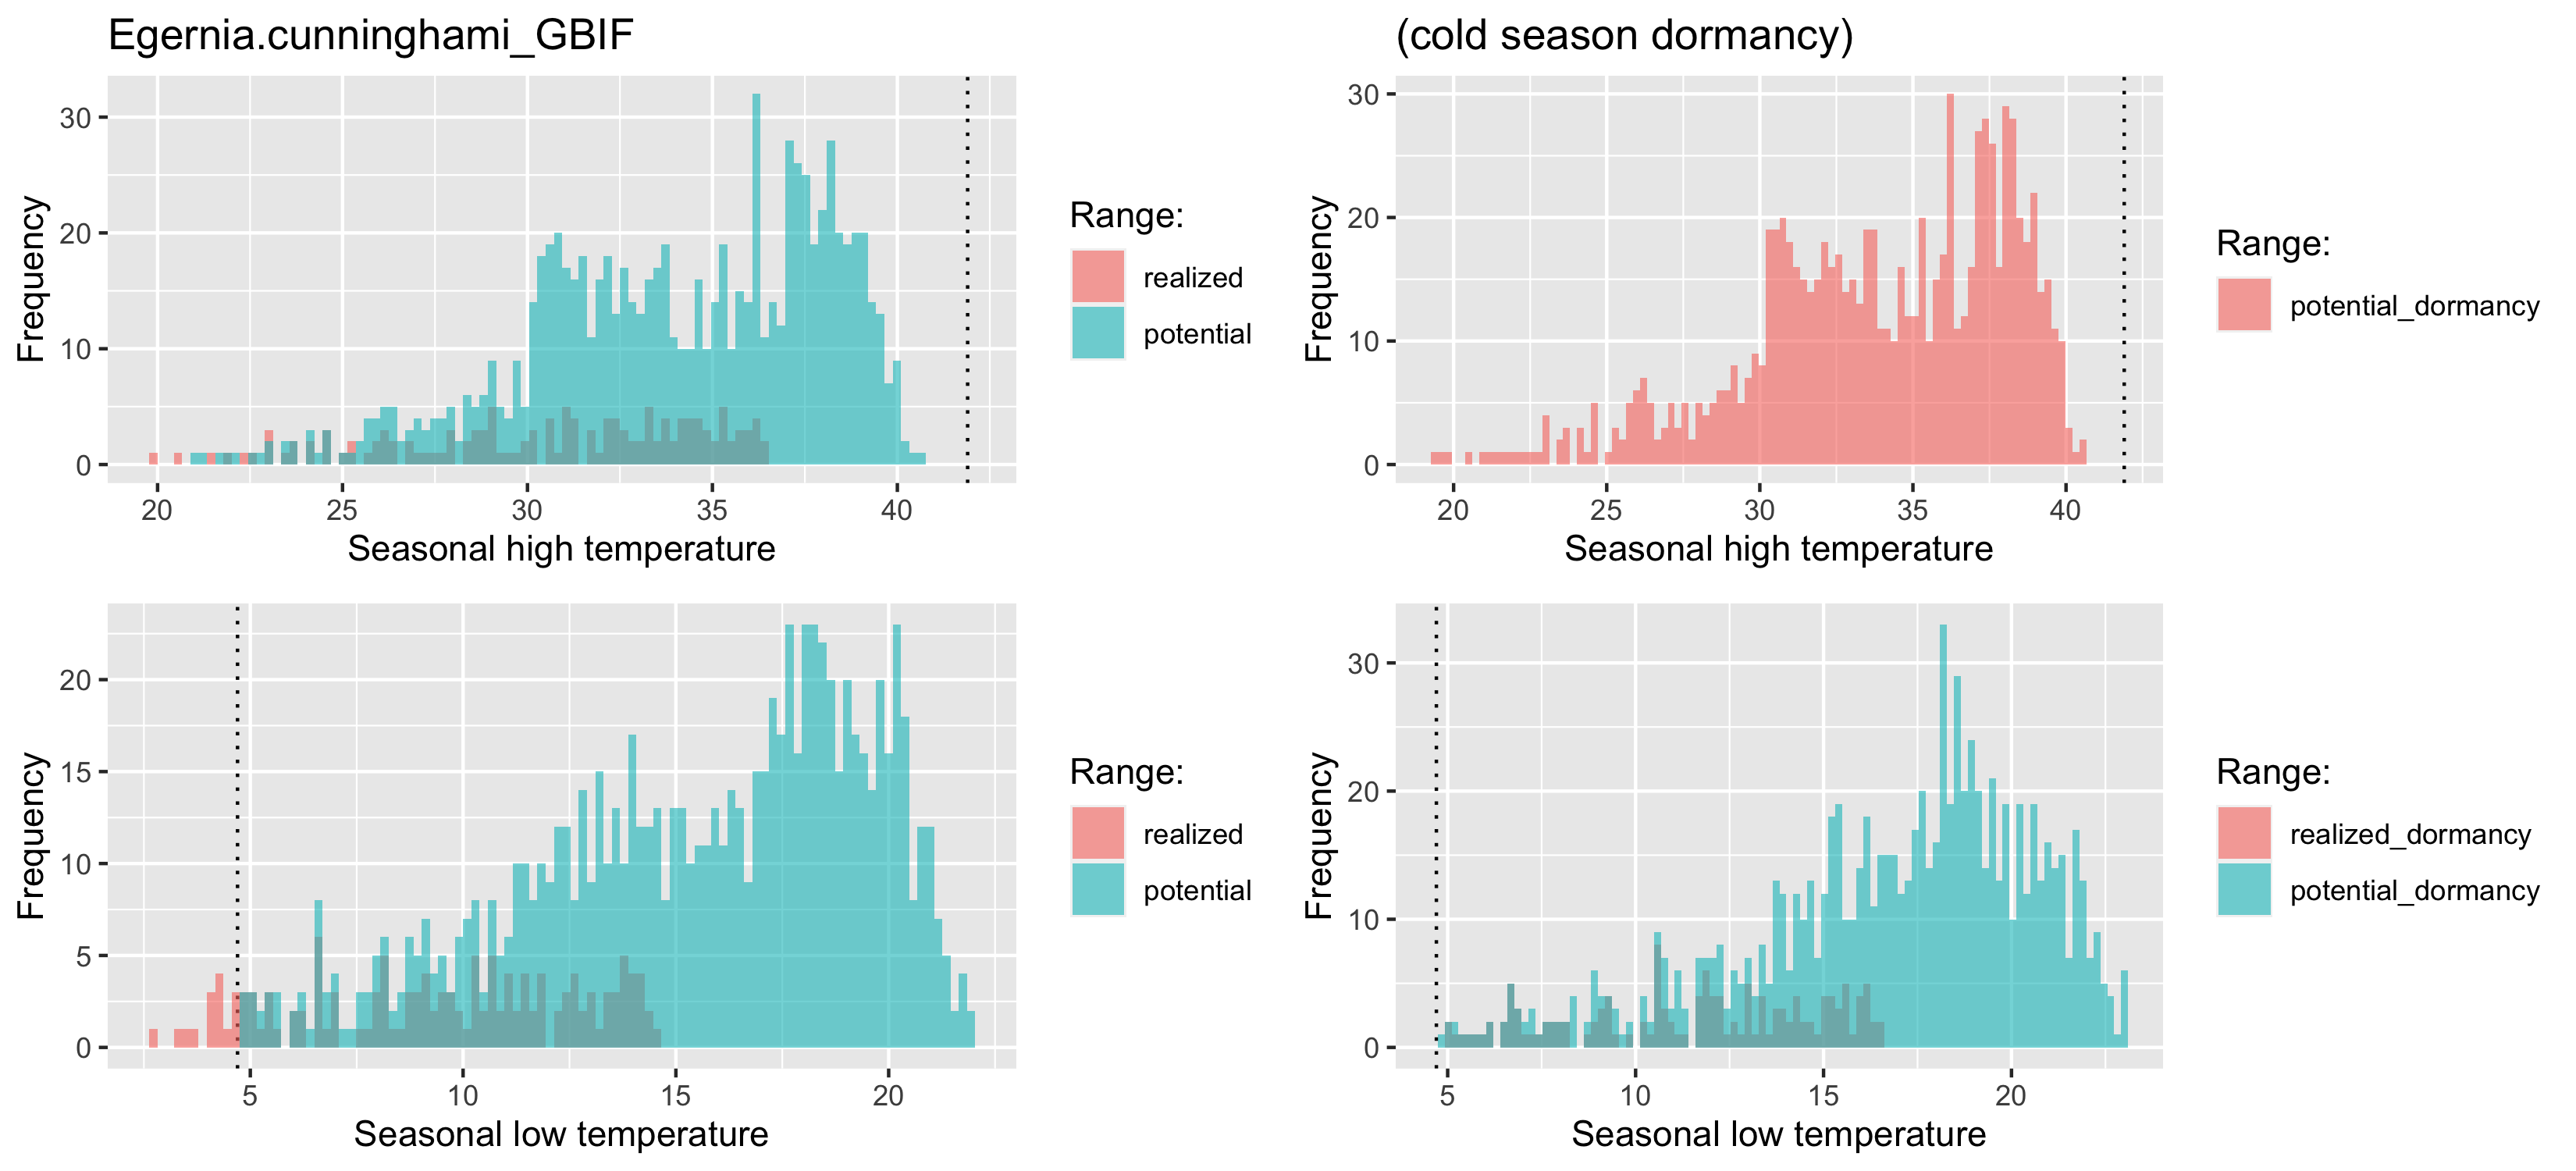 Egernia.cunninghami_GBIF
(cold season dormancy)
30
20
10
0
Frequency
20 25 30 35 40
Seasonal high temperature
Range:
realized
potential
30
20
10
0
Frequency
20 25 30 35 40
Seasonal high temperature
Range:
potential_dormancy
20
15
10
5
0
Frequency
5 10 15 20
Seasonal low temperature
Range:
realized
potential
30
20
10
0
Frequency
5 10 15 20
Seasonal low temperature
Range:
realized_dormancy
potential_dormancy